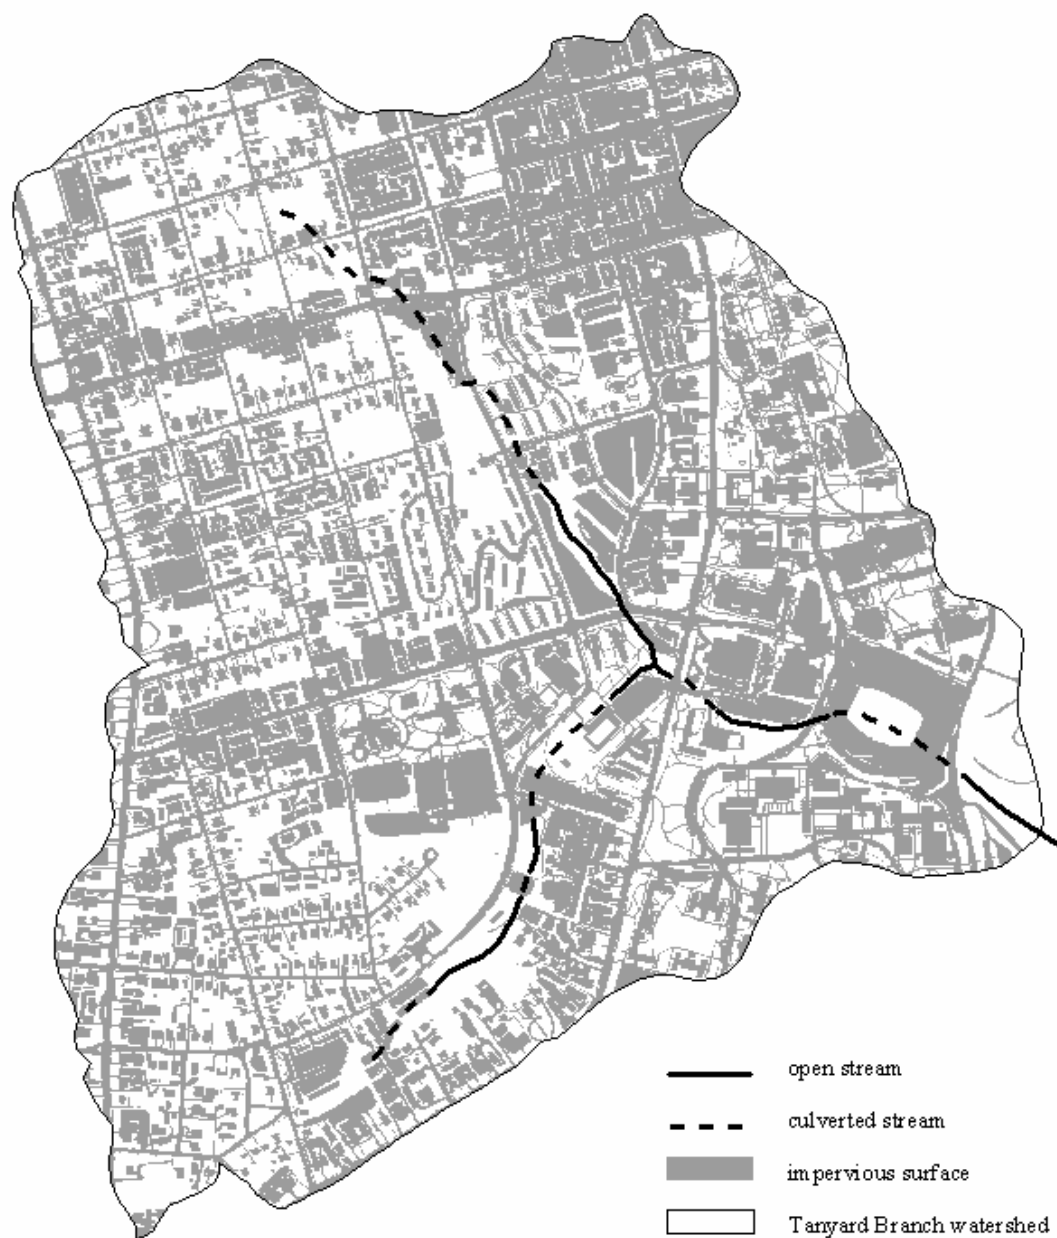 open stream
culverted stream
impervious surface
Tanyard Branch watershed